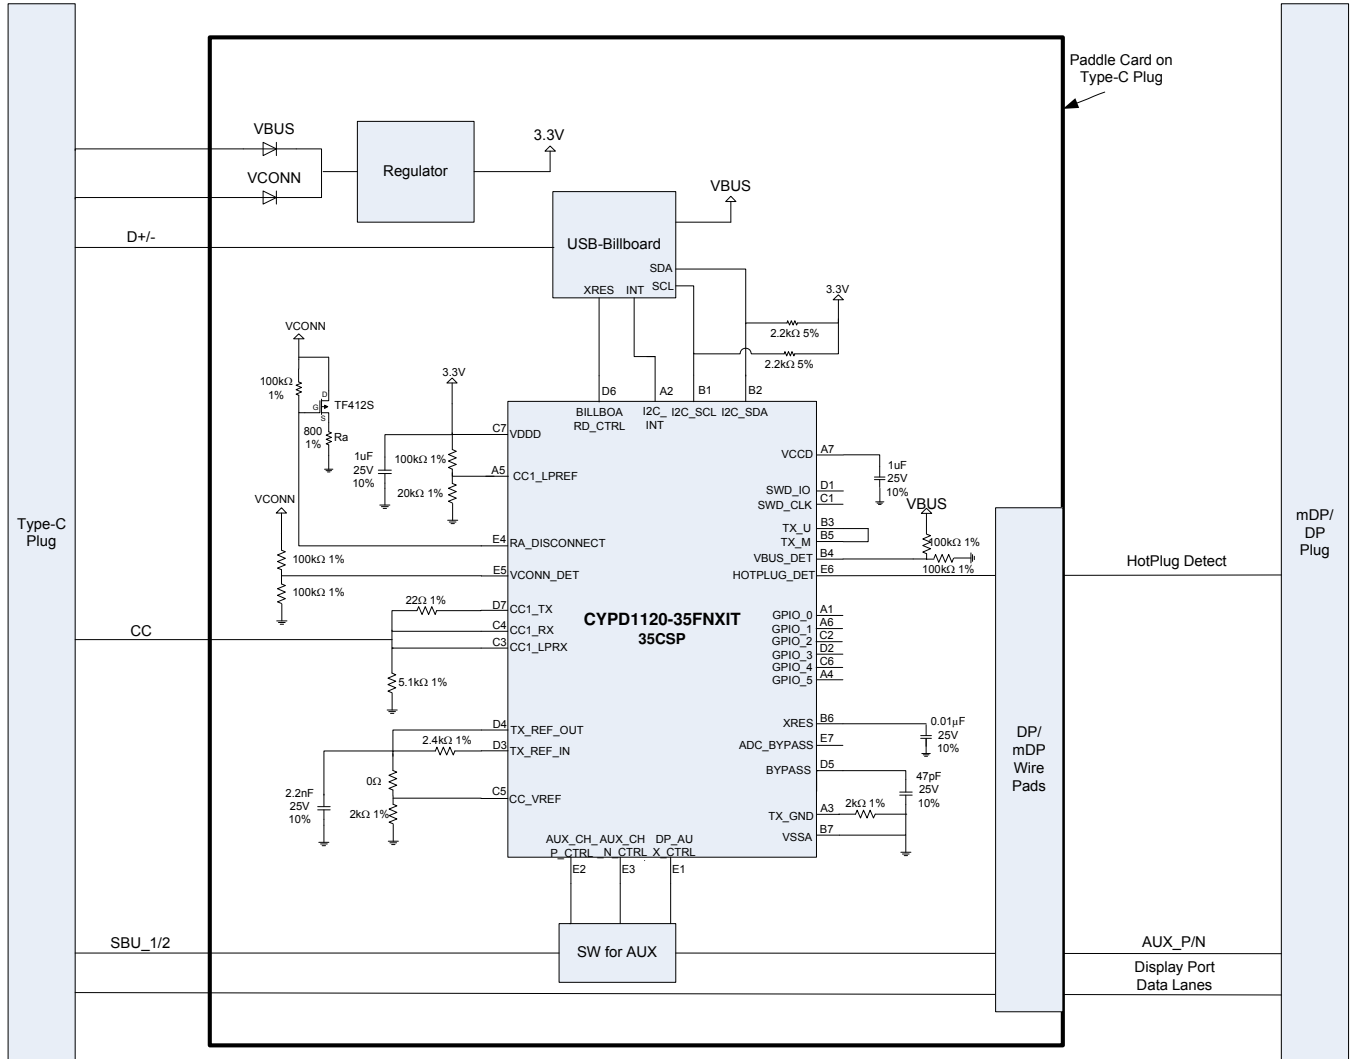 Paddle Card on
Type-C Plug
VBUS
VCONN
Regulator
3.3V
VBUS
D+/-
USB-Billboard
SDA
SCL
XRES
INT
3.3V
2.2kΩ 5%
2.2kΩ 5%
VCONN
100kΩ
1%
D
G
S
TF412S
800
1%
Ra
3.3V
D6
A2
B1
B2
BILLBOA
RD_CTRL
I2C_
INT
I2C_SCL
I2C_SDA
C7
VDDD
1uF
25V
10%
100kΩ 1%
A5
CC1_LPREF
20kΩ 1%
VCCD
A7
1uF
25V
10%
SWD_IO
D1
SWD_CLK
C1
VBUS
TX_U
B3
TX_M
B5
VBUS_DET
B4
100kΩ 1%
100kΩ 1%
HOTPLUG_DET
E6
VCONN
E4
RA_DISCONNECT
100kΩ 1%
E5
VCONN_DET
100kΩ 1%
Type-C
Plug
mDP/
DP
Plug
HotPlug Detect
22Ω 1%
D7
CC1_TX
C4
CC1_RX
C3
CC1_LPRX
CC
5.1kΩ 1%
CYPD1120-35FNXIT
35CSP
GPIO_0
A1
GPIO_1
A6
GPIO_2
C2
GPIO_3
D2
GPIO_4
C6
GPIO_5
A4
D4
TX_REF_OUT
2.4kΩ 1%
D3
TX_REF_IN
0Ω
2.2nF
25V
10%
C5
CC_VREF
2kΩ 1%
XRES
B6
0.01µF
25V
10%
ADC_BYPASS
E7
BYPASS
D5
47pF
25V
10%
TX_GND
A3
2kΩ 1%
VSSA
B7
DP/
mDP
Wire
Pads
AUX_CH_
P_CTRL
AUX_CH
_N_CTRL
DP_AU
X_CTRL
E2
E3
E1
SBU_1/2
SW for AUX
AUX_P/N
Display Port
Data Lanes